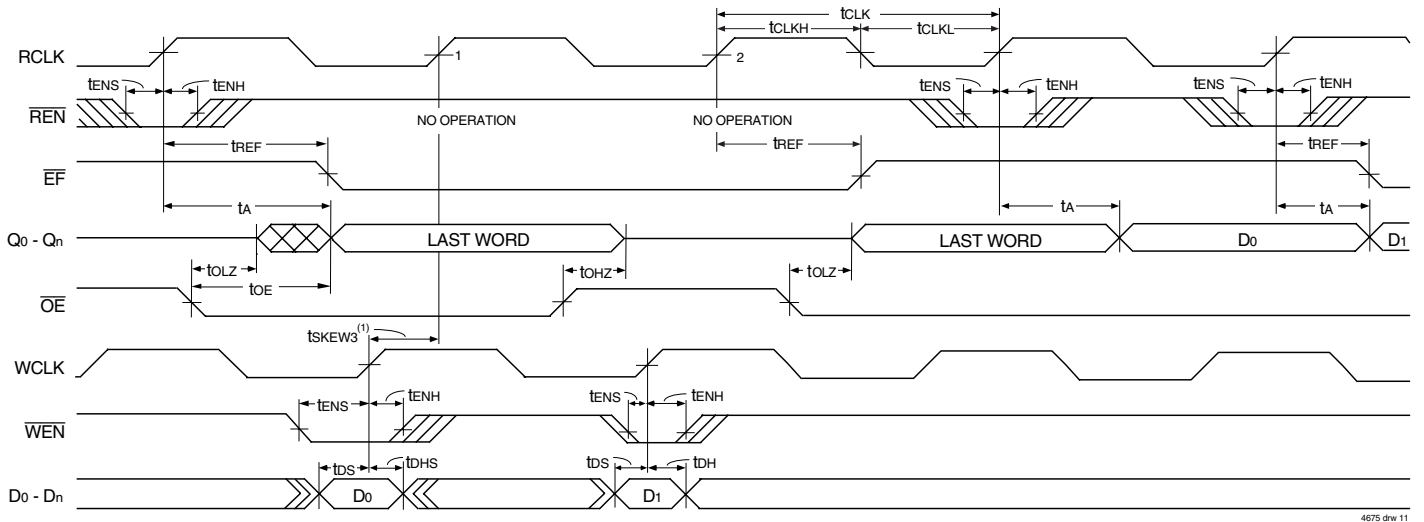 tCLK
tCLKH tCLKL
RCLK 1 2
tENS tENH tENS tENH tENS tENH
REN NO OPERATION NO OPERATION
tREF tREF tREF
EF
tA tA tA
Q0 - Qn LAST WORD LAST WORD D0 D1
tOLZ tOHZ tOLZ
tOE
OE
tSKEW3(1)
WCLK
tENS tENH tENS tENH
WEN
tDS tDHS tDS tDH
D0 - Dn D0 D1
4675 drw 11